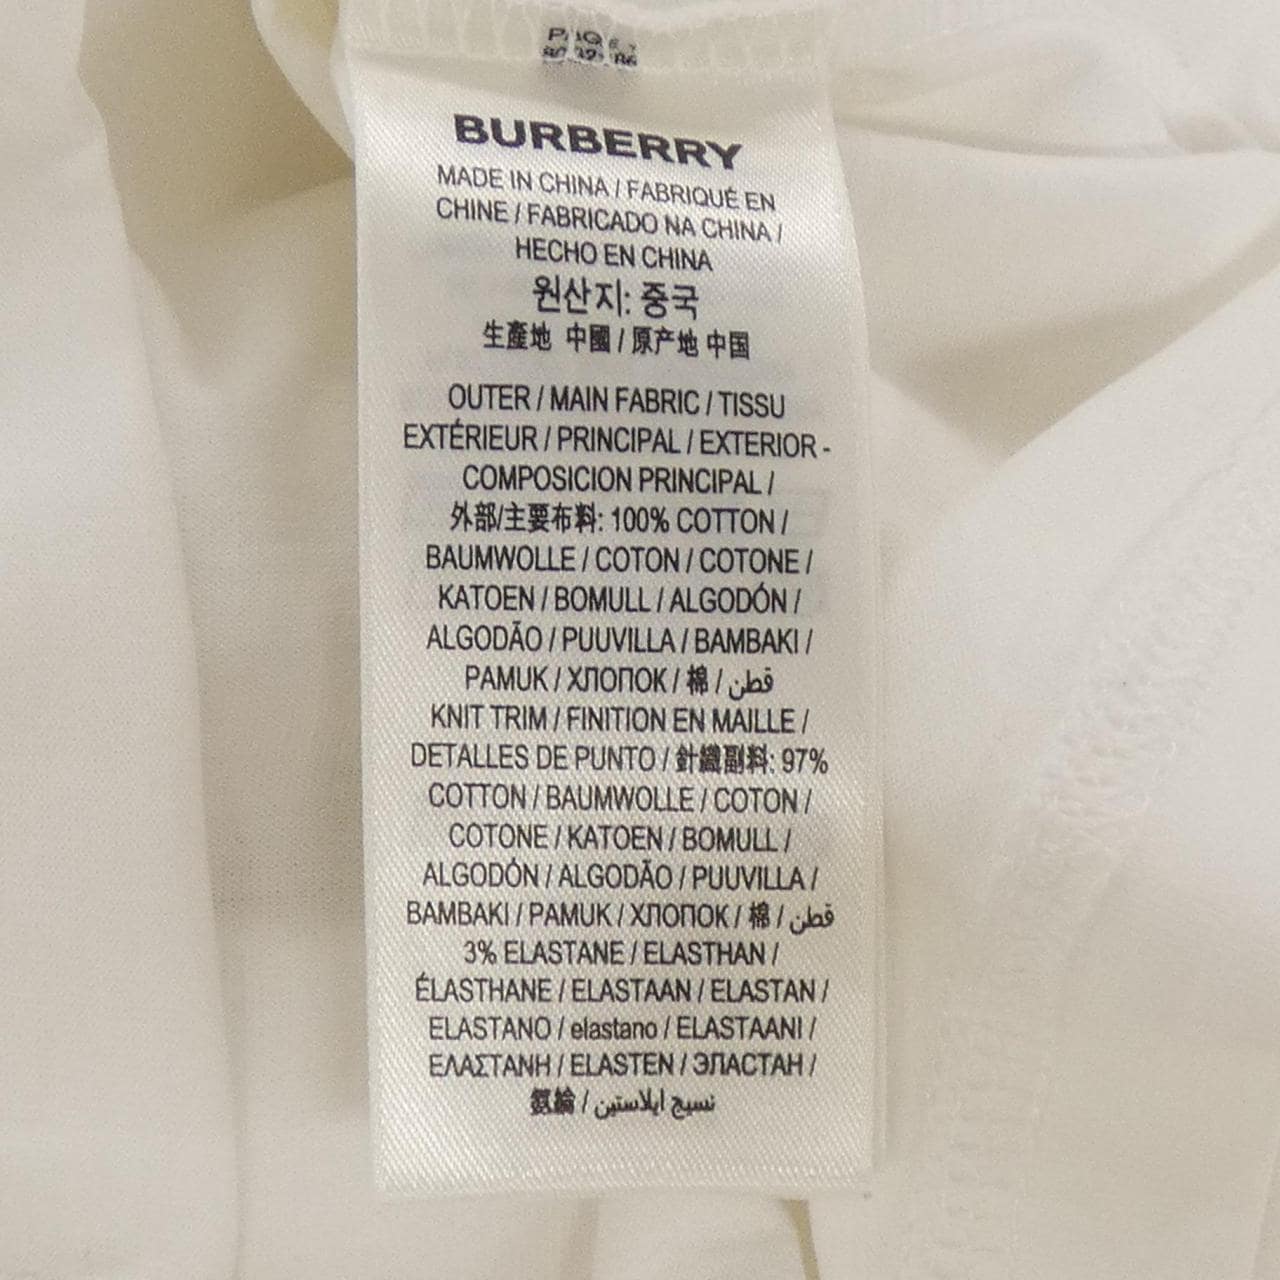 BURBERRY
MADE IN CHINA / FABRIQUÉ EN
CHINE / FABRICADO NA CHINA /
HECHO EN CHINA
원산지: 중국
生產地 中國 / 原产地 中国
OUTER / MAIN FABRIC / TISSU
EXTÉRIEUR / PRINCIPAL / EXTERIOR -
COMPOSICION PRINCIPAL /
外部/主要布料: 100% COTTON /
BAUMWOLLE / COTON / COTONE /
KATOEN / BOMULL / ALGODÓN /
ALGODÃO / PUUVILLA / BAMBAKI /
PAMUK / ХЛОПОК / 棉 / قطن
KNIT TRIM / FINITION EN MAILLE /
DETALLES DE PUNTO / 針織副料: 97%
COTTON / BAUMWOLLE / COTON /
COTONE / KATOEN / BOMULL /
ALGODÓN / ALGODÃO / PUUVILLA /
BAMBAKI / PAMUK / ХЛОПОК / 棉 / قطن
3% ELASTANE / ELASTHAN /
ÉLASTHANE / ELASTAAN / ELASTAN /
ELASTANO / elastano / ELASTAANI /
ΕΛΑΣΤΑΝΗ / ELASTEN / ЭЛАСТАН /
氨綸 / نسيج ايلاستين